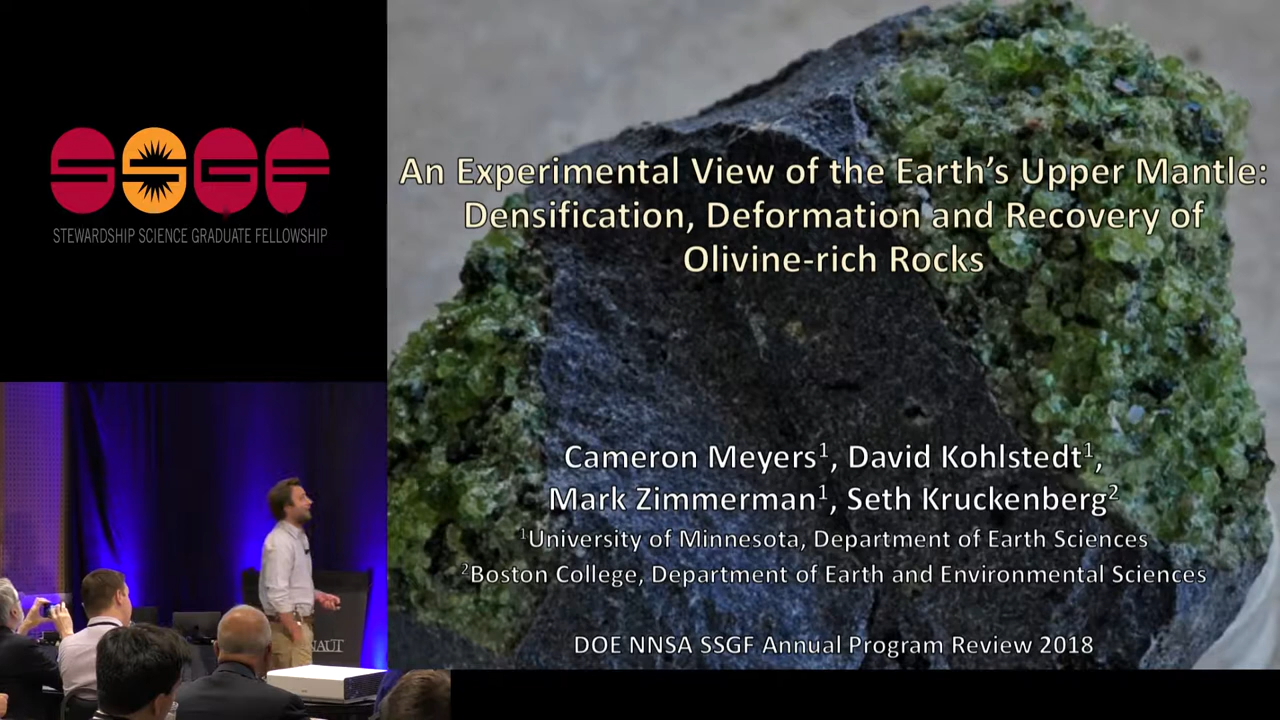 SSGF
STEWARDSHIP SCIENCE GRADUATE FELLOWSHIP
An Experimental View of the Earth’s Upper Mantle:
Densification, Deformation and Recovery of
Olivine-rich Rocks
Cameron Meyers¹, David Kohlstedt¹,
Mark Zimmerman¹, Seth Kruckenberg²
¹University of Minnesota, Department of Earth Sciences
²Boston College, Department of Earth and Environmental Sciences
DOE NNSA SSGF Annual Program Review 2018